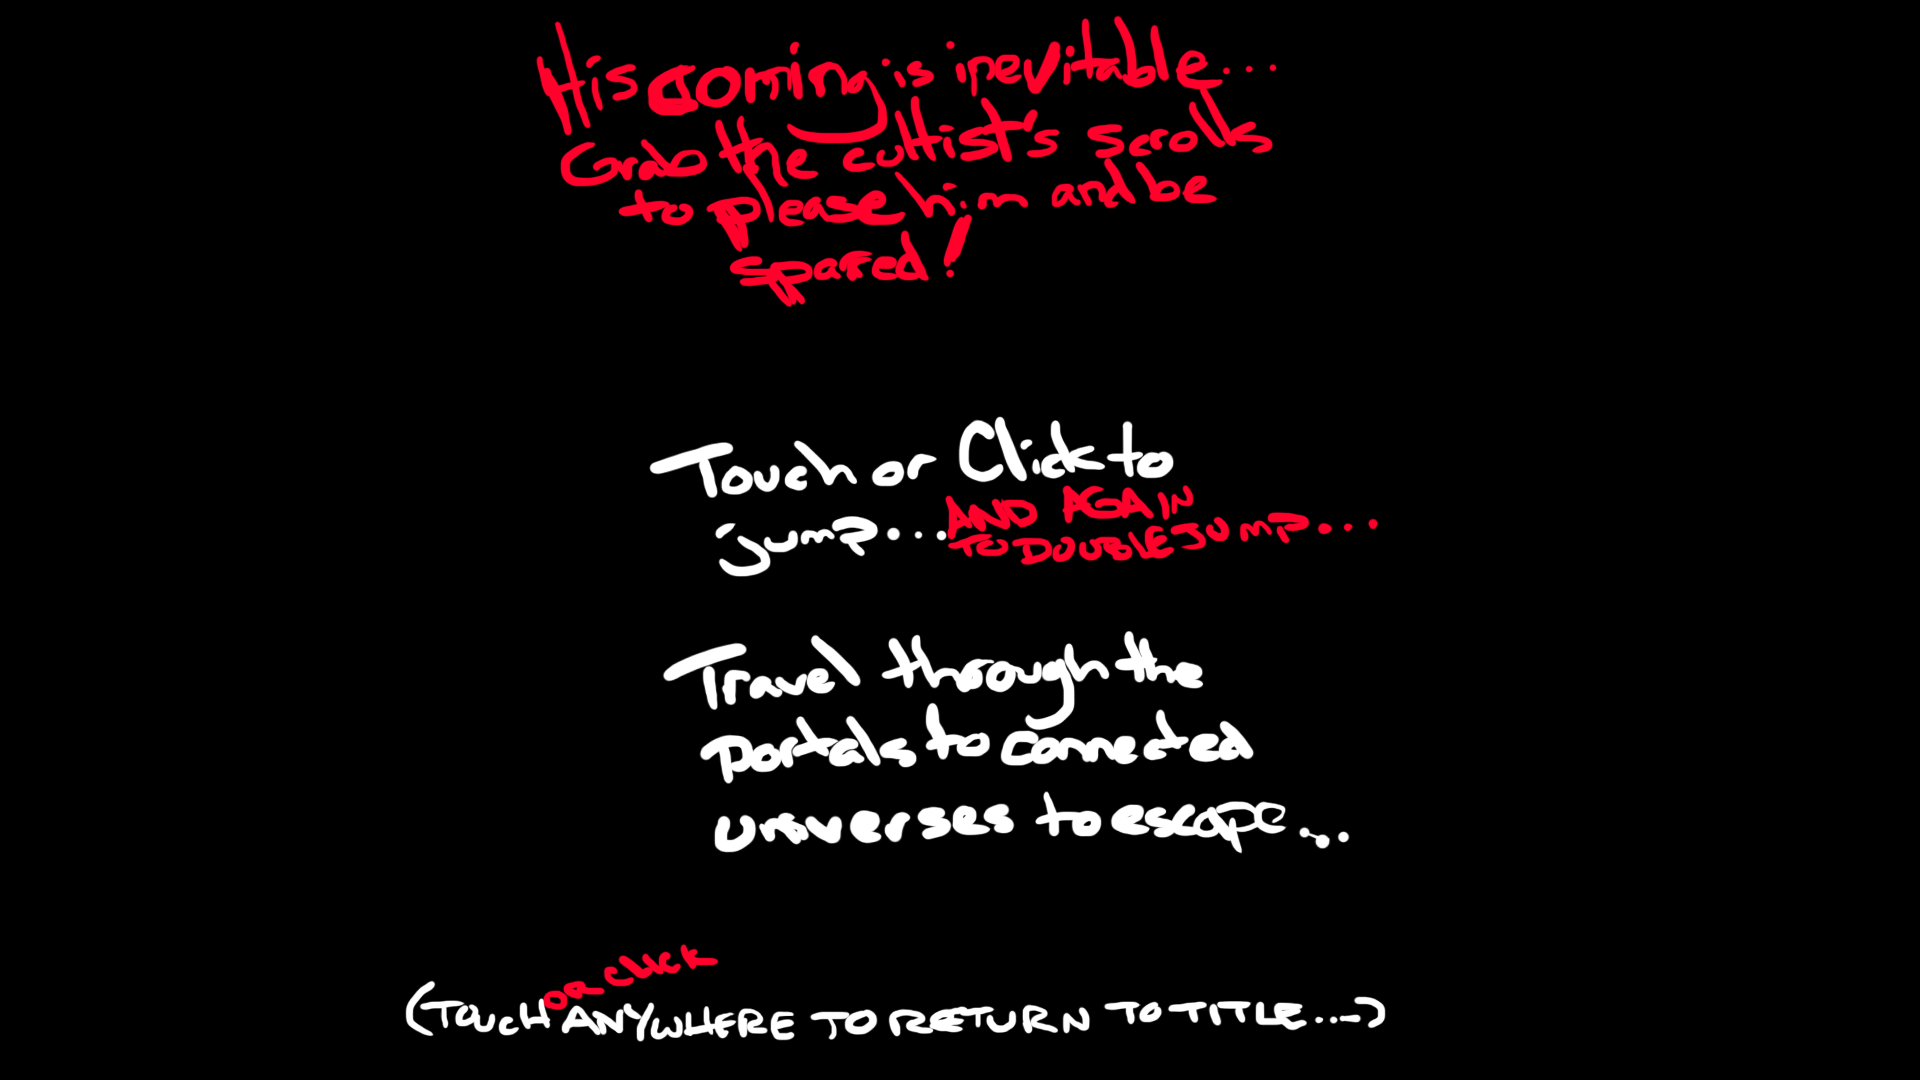 His coming is inevitable...
Grab the cultist's scrolls
to please him and be
spared!
Touch or Click to
jump... AND AGAIN
TO DOUBLE JUMP...
Travel through the
portals to connected
universes to escape...
(TOUCH OR CLICK ANYWHERE TO RETURN TO TITLE...)